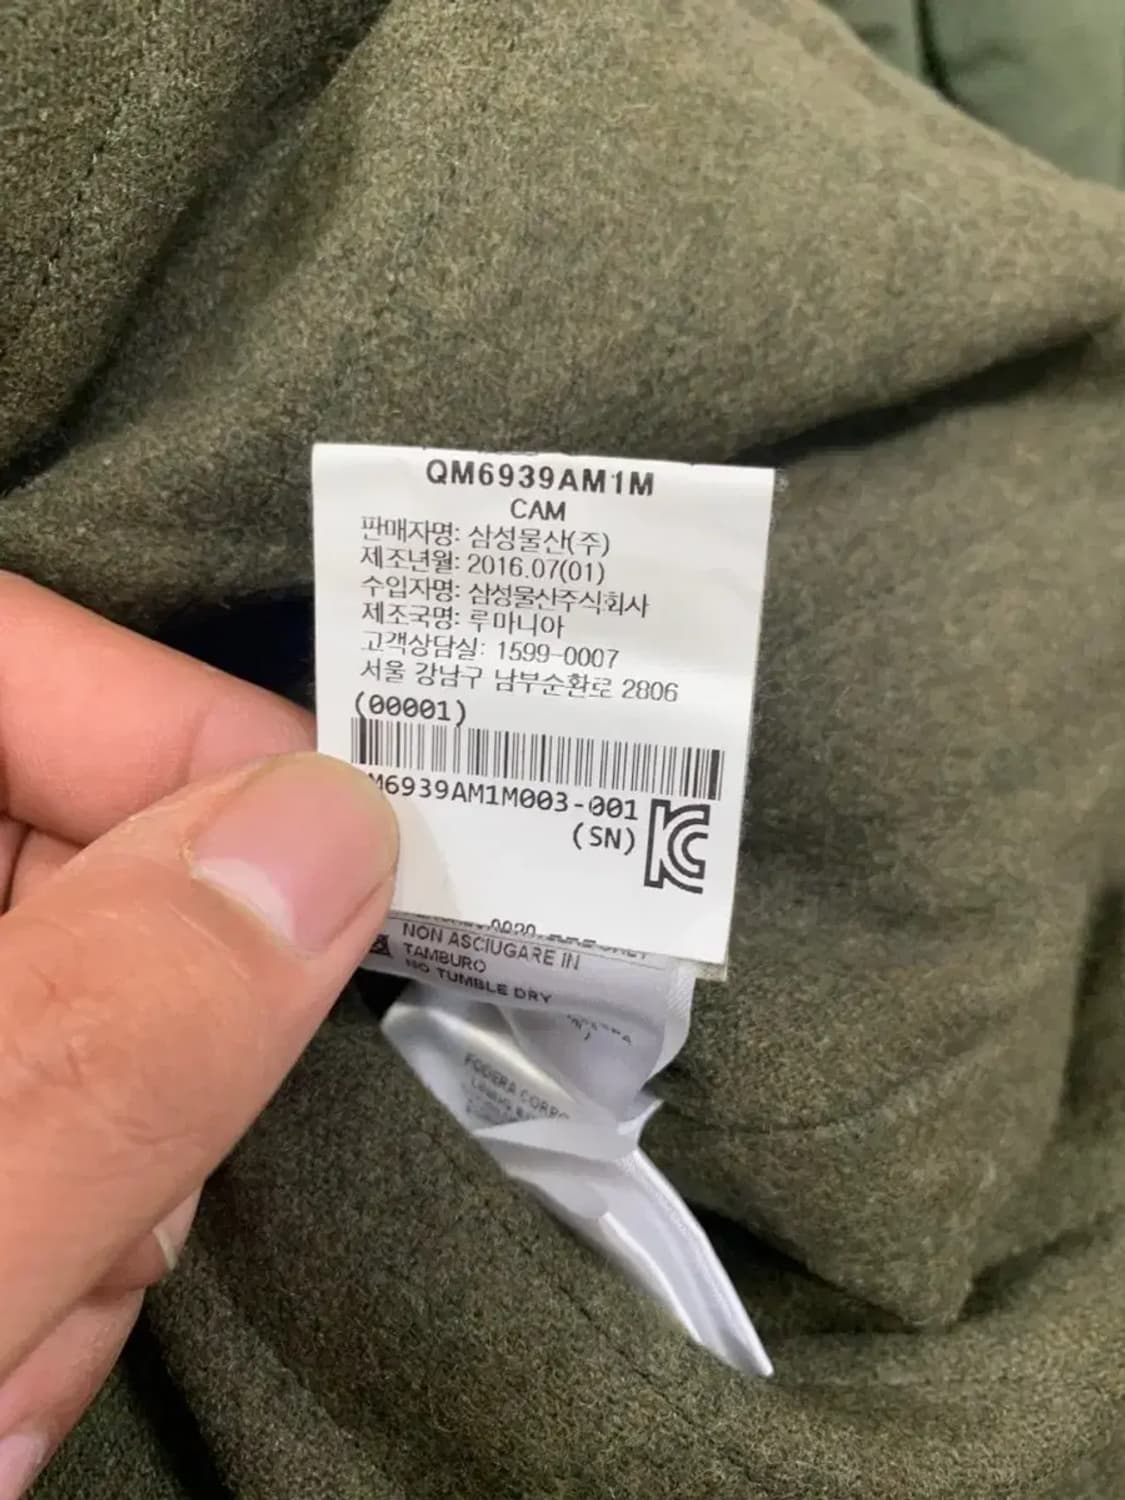 QM6939AM1M
CAM
판매자명: 삼성물산(주)
제조년월: 2016.07(01)
수입자명: 삼성물산주식회사
제조국명: 루마니아
고객상담실: 1599-0007
서울 강남구 남부순환로 2806
(00001)
M6939AM1M003-001
(SN)
NON ASCIUGARE IN
TAMBURO
NO TUMBLE DRY
FODERA CORPO